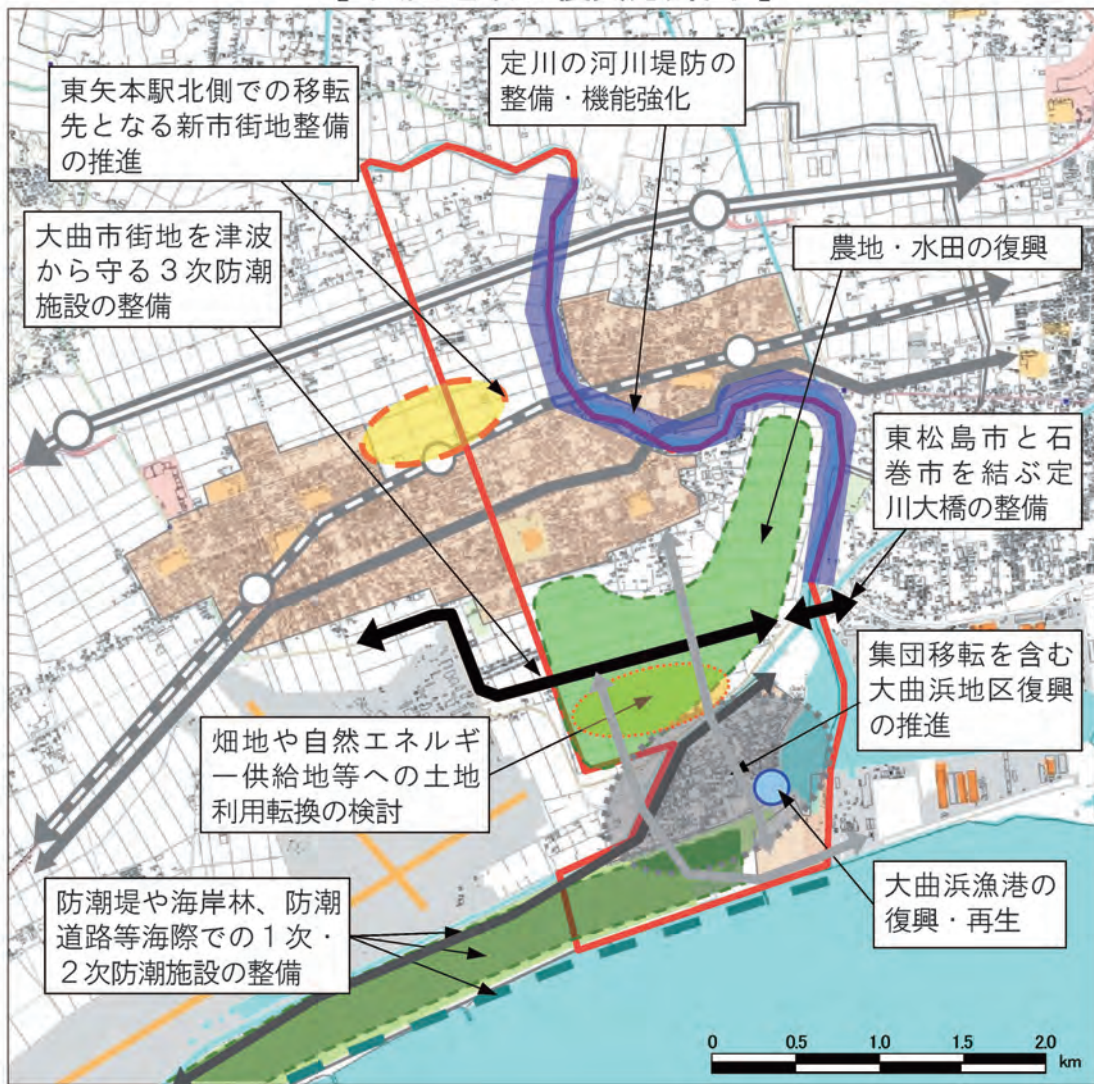 東矢本駅北側での移転
先となる新市街地整備
の推進
定川の河川堤防の
整備・機能強化
大曲市街地を津波
から守る３次防潮
施設の整備
農地・水田の復興
東松島市と石
巻市を結ぶ定
川大橋の整備
集団移転を含む
大曲浜地区復興
の推進
畑地や自然エネルギ
ー供給地等への土地
利用転換の検討
防潮堤や海岸林、防潮
道路等海際での１次・
２次防潮施設の整備
大曲浜漁港の
復興・再生
0 0.5 1.0 1.5 2.0
km